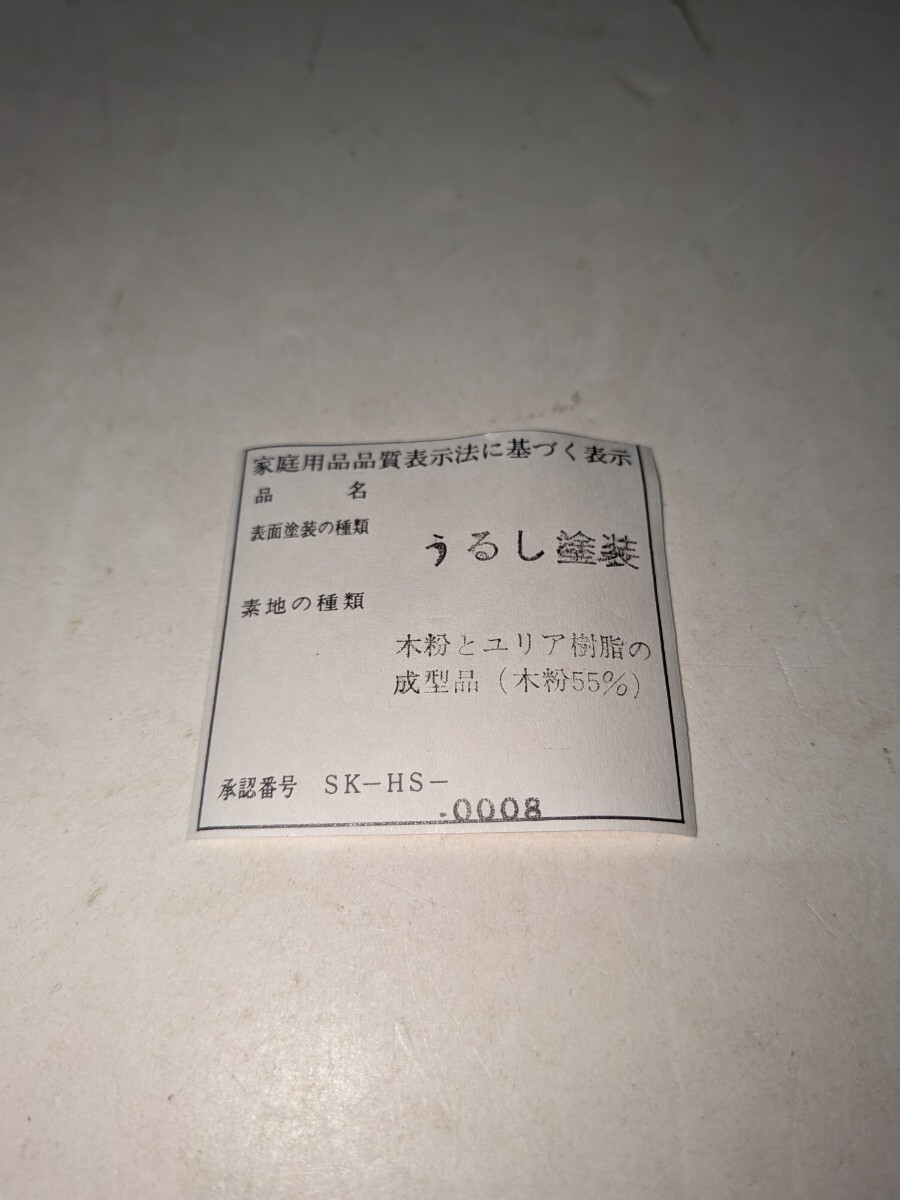 家庭用品品質表示法に基づく表示
品名
表面塗装の種類
うるし塗装
素地の種類
木粉とユリア樹脂の
成型品（木粉55%）
承認番号 SK－HS－
0008